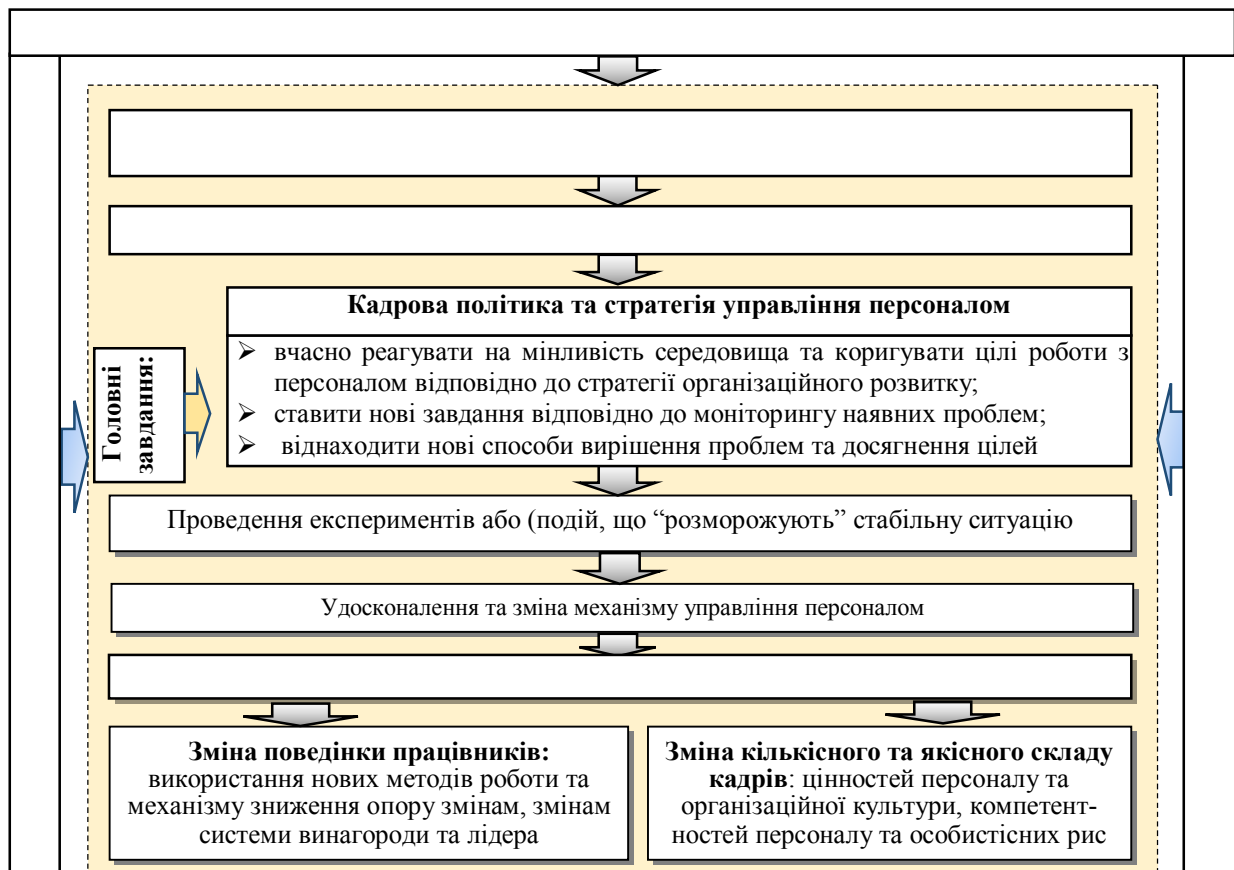 Кадрова політика та стратегія управління персоналом
Головні
завдання:
➢ вчасно реагувати на мінливість середовища та коригувати цілі роботи з
персоналом відповідно до стратегії організаційного розвитку;
➢ ставити нові завдання відповідно до моніторингу наявних проблем;
➢ віднаходити нові способи вирішення проблем та досягнення цілей
Проведення експериментів або (подій, що “розморожують” стабільну ситуацію
Удосконалення та зміна механізму управління персоналом
Зміна поведінки працівників:
використання нових методів роботи та
механізму зниження опору змінам, змінам
системи винагороди та лідера
Зміна кількісного та якісного складу
кадрів: цінностей персоналу та
організаційної культури, компетент-
ностей персоналу та особистісних рис